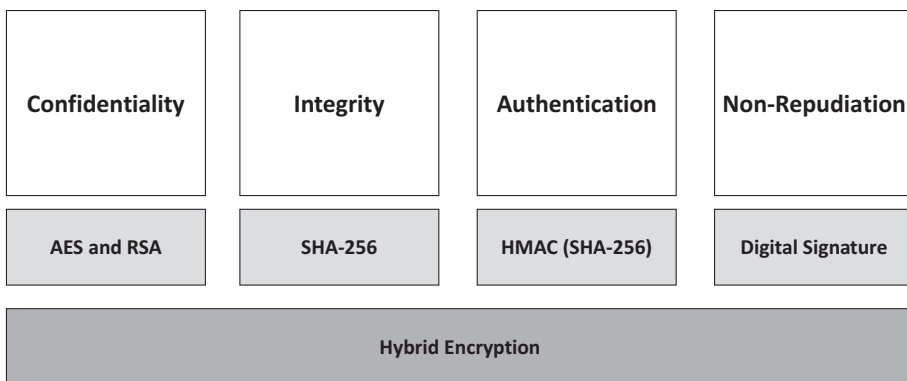 Confidentiality
Integrity
Authentication
Non-Repudiation
AES and RSA
SHA-256
HMAC (SHA-256)
Digital Signature
Hybrid Encryption